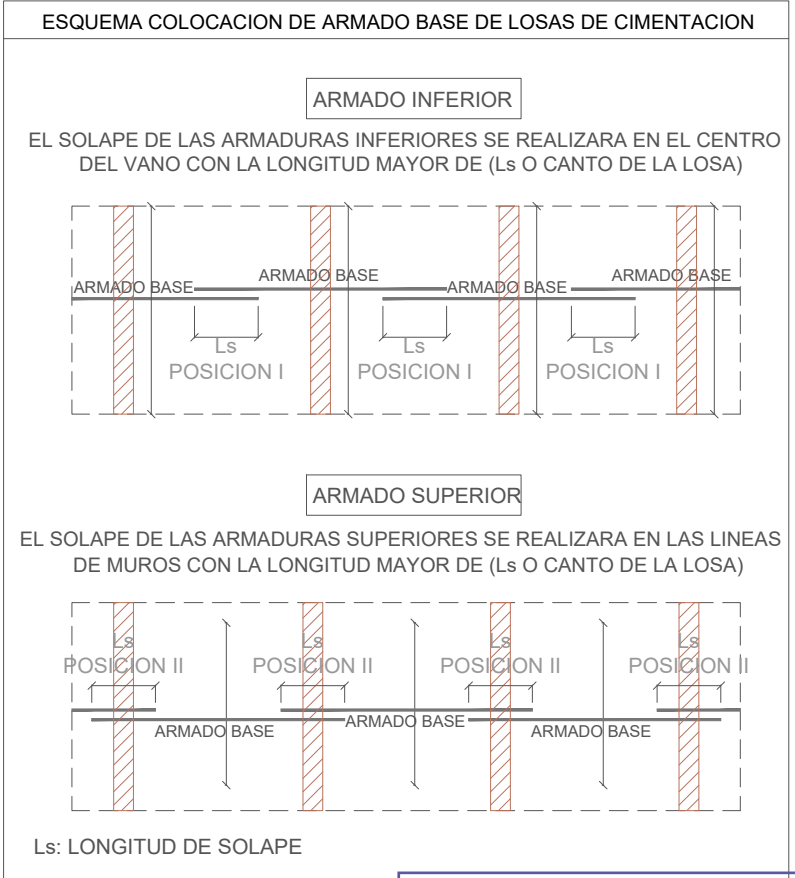 ESQUEMA COLOCACION DE ARMADO BASE DE LOSAS DE CIMENTACION
ARMADO INFERIOR
EL SOLAPE DE LAS ARMADURAS INFERIORES SE REALIZARA EN EL CENTRO
DEL VANO CON LA LONGITUD MAYOR DE (Ls O CANTO DE LA LOSA)
ARMADO BASE
ARMADO BASE
ARMADO BASE
ARMADO BASE
Ls
POSICION I
Ls
POSICION I
Ls
POSICION I
ARMADO SUPERIOR
EL SOLAPE DE LAS ARMADURAS SUPERIORES SE REALIZARA EN LAS LINEAS
DE MUROS CON LA LONGITUD MAYOR DE (Ls O CANTO DE LA LOSA)
Ls
POSICION II
Ls
POSICION II
Ls
POSICION II
Ls
POSICION II
ARMADO BASE
ARMADO BASE
ARMADO BASE
Ls: LONGITUD DE SOLAPE